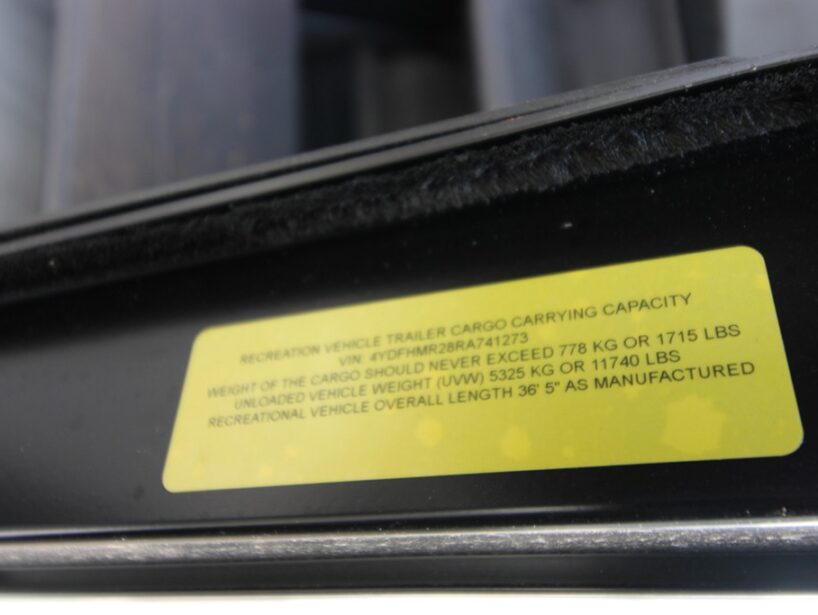 RECREATION VEHICLE TRAILER CARGO CARRYING CAPACITY
VIN: 4YDFHMR28RA741273
WEIGHT OF THE CARGO SHOULD NEVER EXCEED 778 KG OR 1715 LBS
UNLOADED VEHICLE WEIGHT (UVW) 5325 KG OR 11740 LBS
RECREATIONAL VEHICLE OVERALL LENGTH 36' 5" AS MANUFACTURED